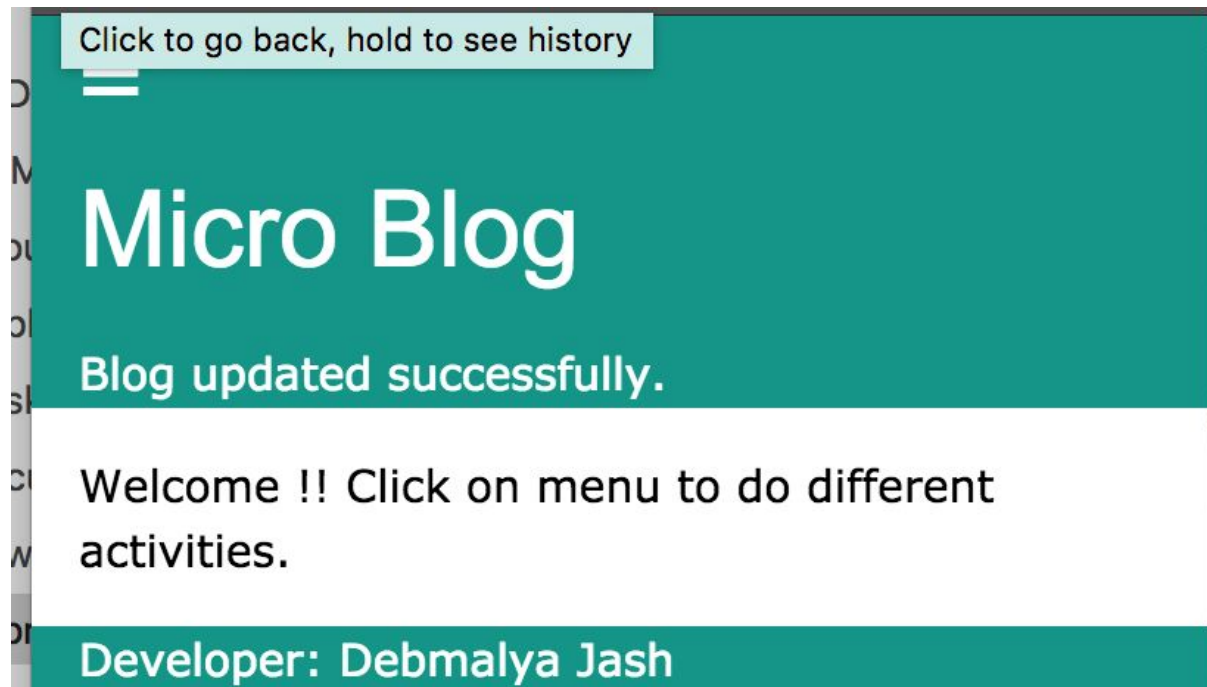 Click to go back, hold to see history
Micro Blog
Blog updated successfully.
Welcome !! Click on menu to do different
activities.
Developer: Debmalya Jash